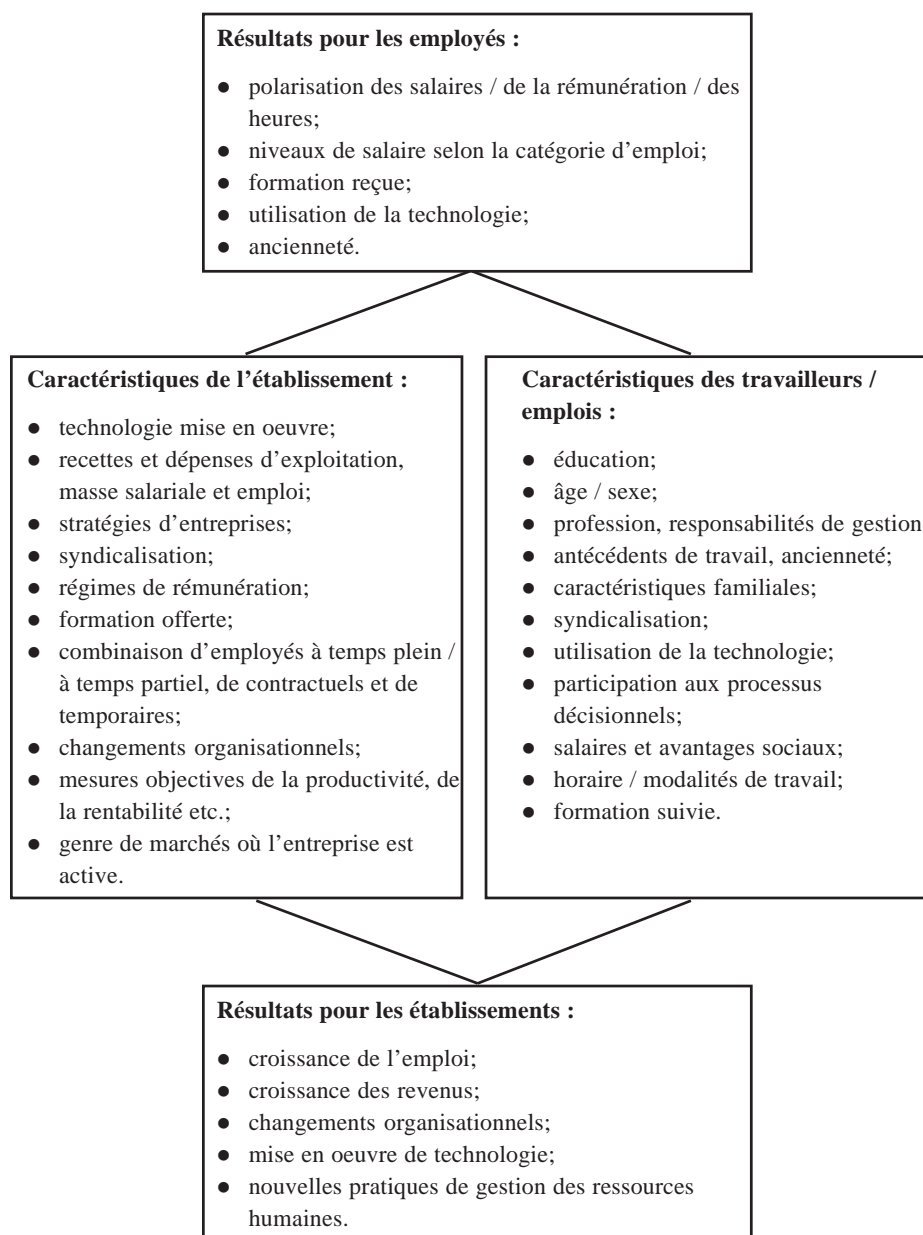 Résultats pour les employés :
● polarisation des salaires / de la rémunération / des
heures;
● niveaux de salaire selon la catégorie d’emploi;
● formation reçue;
● utilisation de la technologie;
● ancienneté.
Caractéristiques de l’établissement :
● technologie mise en oeuvre;
● recettes et dépenses d’exploitation,
masse salariale et emploi;
● stratégies d’entreprises;
● syndicalisation;
● régimes de rémunération;
● formation offerte;
● combinaison d’employés à temps plein /
à temps partiel, de contractuels et de
temporaires;
● changements organisationnels;
● mesures objectives de la productivité, de
la rentabilité etc.;
● genre de marchés où l’entreprise est
active.
Caractéristiques des travailleurs /
emplois :
● éducation;
● âge / sexe;
● profession, responsabilités de gestion
● antécédents de travail, ancienneté;
● caractéristiques familiales;
● syndicalisation;
● utilisation de la technologie;
● participation aux processus
décisionnels;
● salaires et avantages sociaux;
● horaire / modalités de travail;
● formation suivie.
Résultats pour les établissements :
● croissance de l’emploi;
● croissance des revenus;
● changements organisationnels;
● mise en oeuvre de technologie;
● nouvelles pratiques de gestion des ressources
humaines.